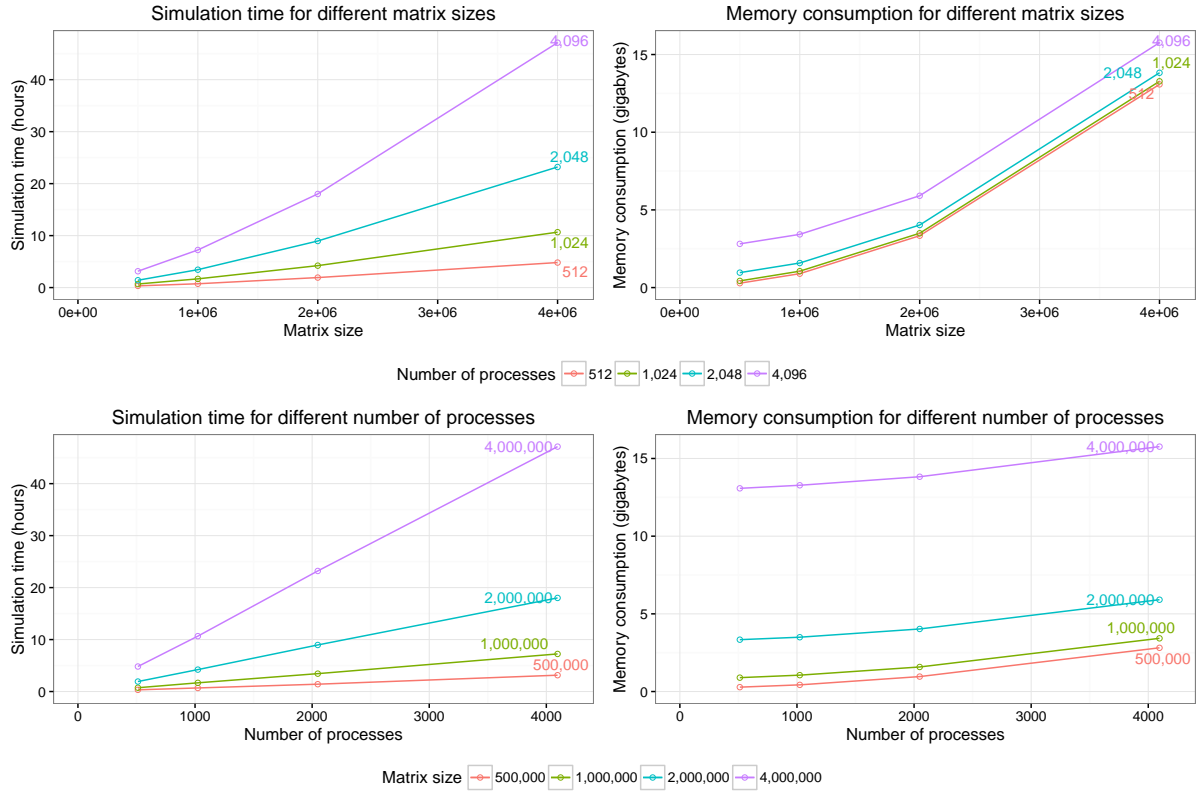 Simulation time for different matrix sizes
Memory consumption for different matrix sizes
Simulation time (hours)
40
30
20
10
0
4,096
2,048
1,024
512
0e+00 1e+06 2e+06 3e+06 4e+06
Matrix size
Memory consumption (gigabytes)
15
10
5
0
4,096
1,024
2,048
512
0e+00 1e+06 2e+06 3e+06 4e+06
Matrix size
Number of processes 512 1,024 2,048 4,096
Simulation time for different number of processes
Memory consumption for different number of processes
Simulation time (hours)
40
30
20
10
0
4,000,000
2,000,000
1,000,000
500,000
0 1000 2000 3000 4000
Number of processes
Memory consumption (gigabytes)
15
10
5
0
4,000,000
2,000,000
1,000,000
500,000
0 1000 2000 3000 4000
Number of processes
Matrix size 500,000 1,000,000 2,000,000 4,000,000